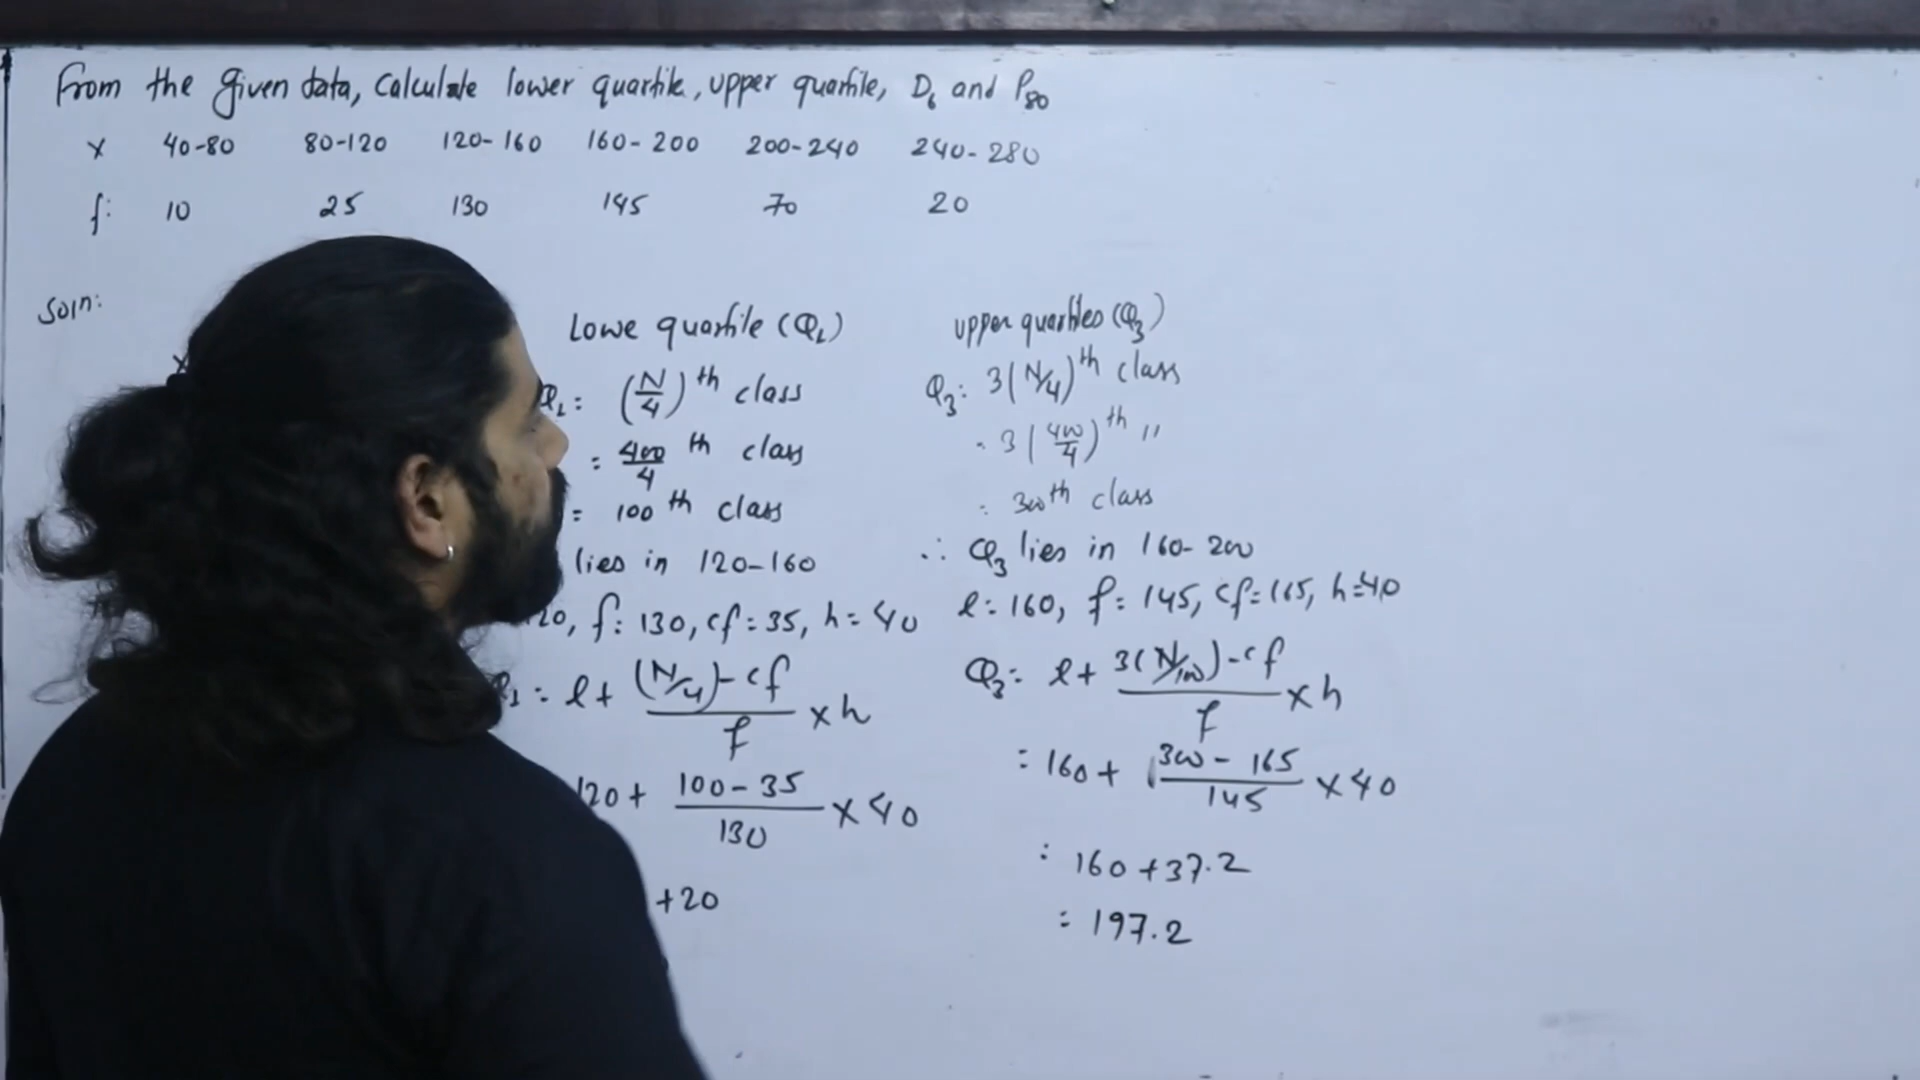 From the given data, calculate lower quartile, upper quartile, D₆ and P₈₀
X 40-80 80-120 120-160 160-200 200-240 240-280
f: 10 25 130 145 70 20
Soln:
X
Lowe quartile (Q₁)
Q₁ = (N/4)th class
= 400/4 th class
= 100th class
lies in 120-160
20, f = 130, cf = 35, h = 40
₁ = l + (N/4) - cf / f × h
120 + 100 - 35 / 130 × 40
+20
upper quartiles (Q₃)
Q₃: 3(N/4)th class
= 3(400/4)th "
= 300th class
∴ Q₃ lies in 160-200
l = 160, f = 145, cf = 165, h = 40
Q₃ = l + 3(N/100) - cf / f × h
= 160 + 300 - 165 / 145 × 40
= 160 + 37.2
= 197.2